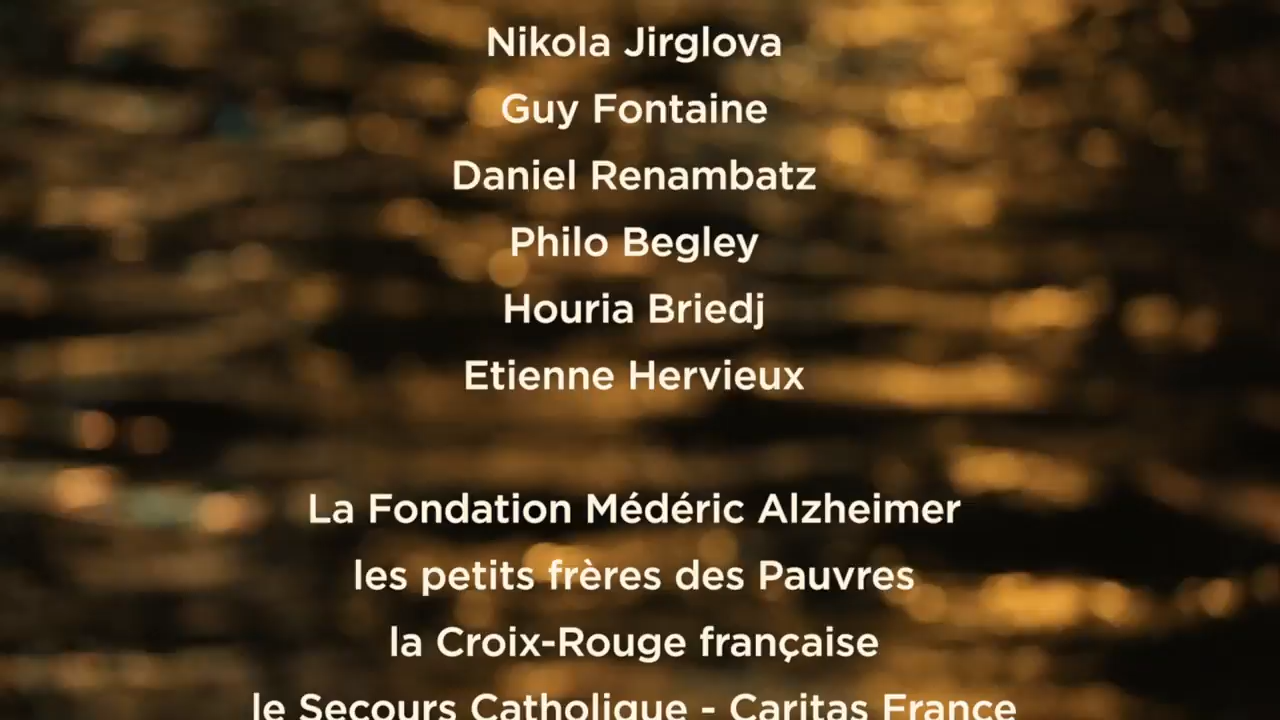 Nikola Jirglova
Guy Fontaine
Daniel Renambatz
Philo Begley
Houria Briedj
Etienne Hervieux
La Fondation Médéric Alzheimer
les petits frères des Pauvres
la Croix-Rouge française
le Secours Catholique - Caritas France